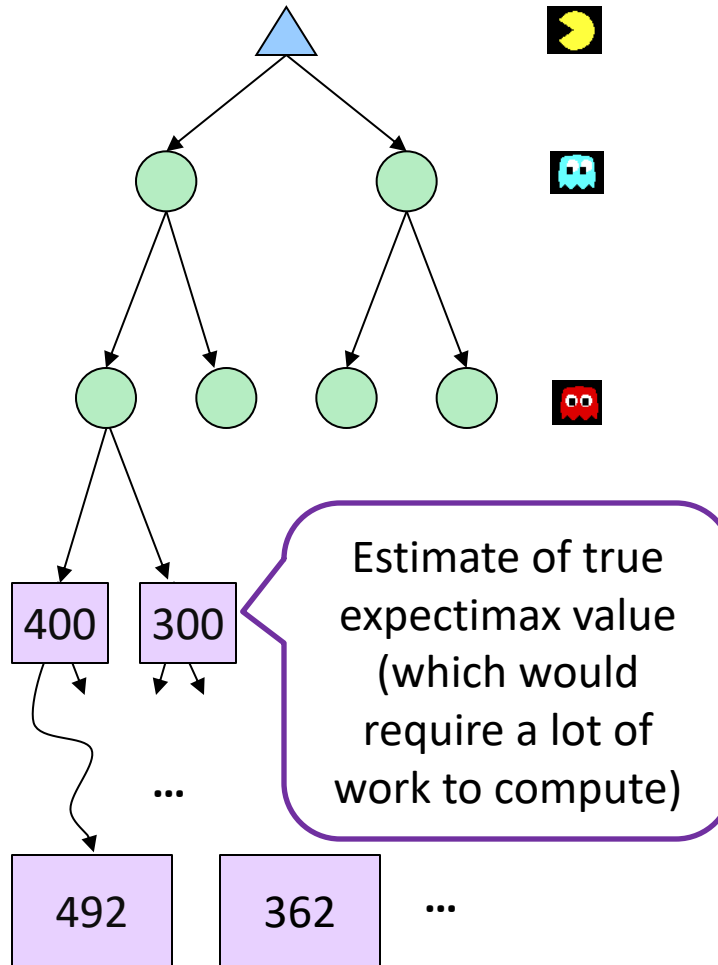 400
300
Estimate of true
expectimax value
(which would
require a lot of
work to compute)
...
492
362
...